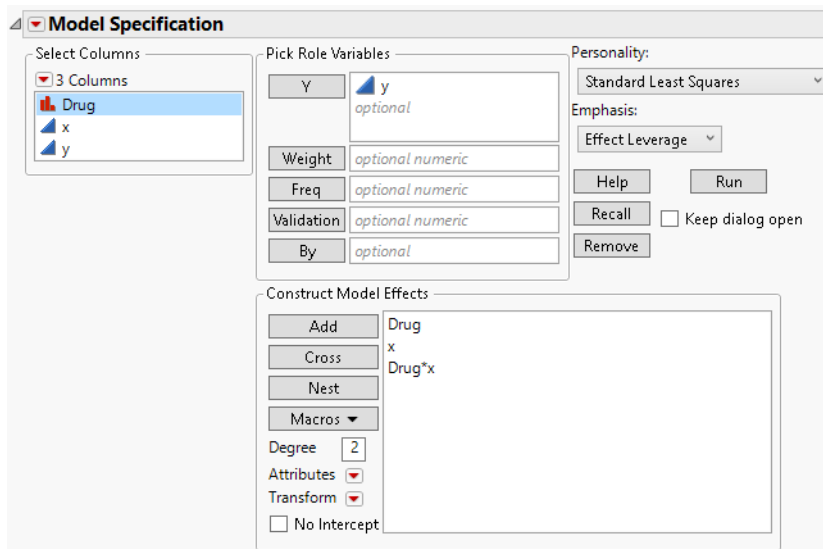 Model Specification
Select Columns
3 Columns
Drug
x
y
Pick Role Variables
Y
y
optional
Weight
optional numeric
Freq
optional numeric
Validation
optional numeric
By
optional
Personality:
Standard Least Squares
Emphasis:
Effect Leverage
Help
Run
Recall
Keep dialog open
Remove
Construct Model Effects
Add
Cross
Nest
Macros
Degree
2
Attributes
Transform
No Intercept
Drug
x
Drug*x